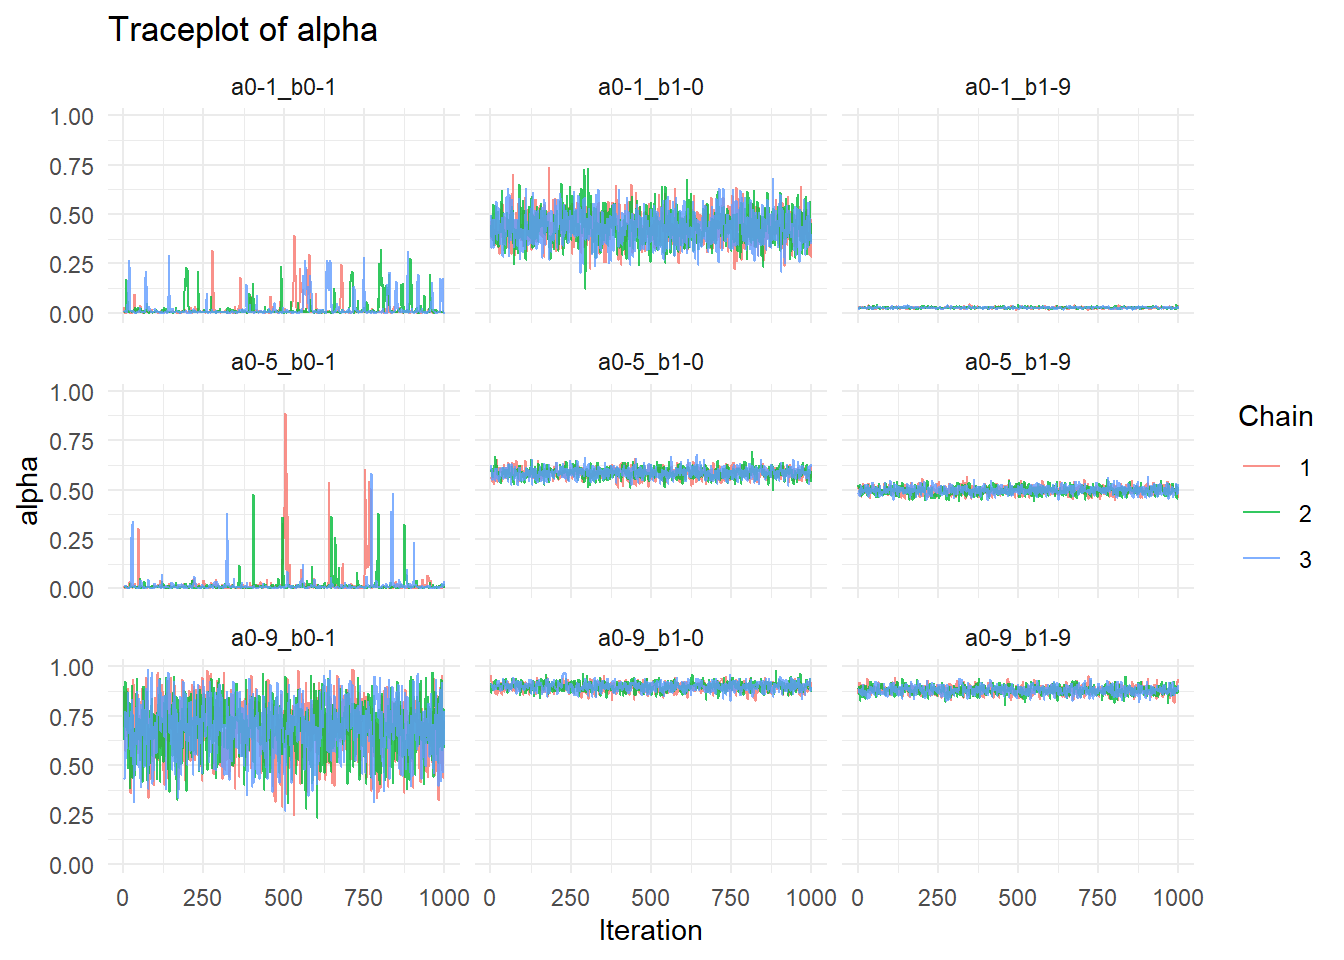 Traceplot of alpha
a0-1_b0-1 a0-1_b1-0 a0-1_b1-9
1.00
0.75
0.50
0.25
0.00
a0-5_b0-1 a0-5_b1-0 a0-5_b1-9
1.00
0.75
0.50
0.25
0.00
a0-9_b0-1 a0-9_b1-0 a0-9_b1-9
1.00
0.75
0.50
0.25
0.00
0 250 500 750 1000 0 250 500 750 1000 0 250 500 750 1000
Iteration
alpha
Chain
1
2
3